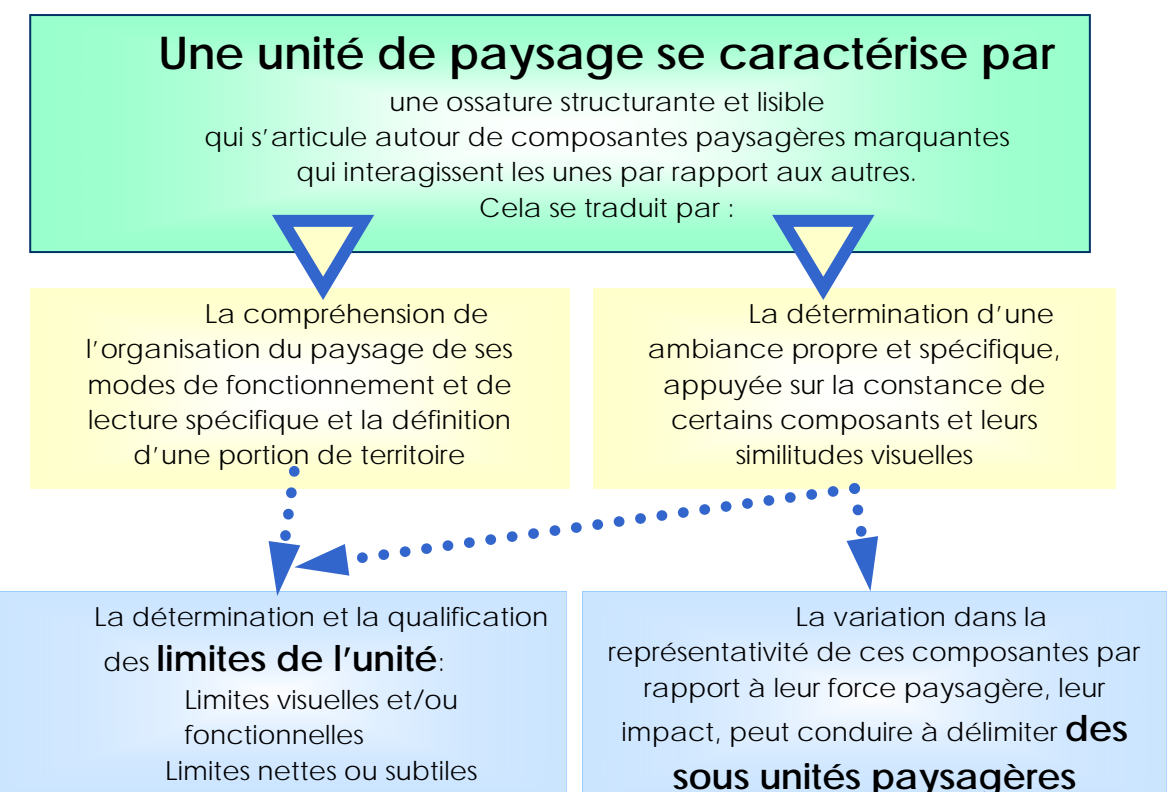 Une unité de paysage se caractérise par
une ossature structurante et lisible
qui s'articule autour de composantes paysagères marquantes
qui interagissent les unes par rapport aux autres.
Cela se traduit par :
La compréhension de
l'organisation du paysage de ses
modes de fonctionnement et de
lecture spécifique et la définition
d'une portion de territoire
La détermination d'une
ambiance propre et spécifique,
appuyée sur la constance de
certains composants et leurs
similitudes visuelles
La détermination et la qualification
des limites de l'unité:
Limites visuelles et/ou
fonctionnelles
Limites nettes ou subtiles
La variation dans la
représentativité de ces composantes par
rapport à leur force paysagère, leur
impact, peut conduire à délimiter des
sous unités paysagères